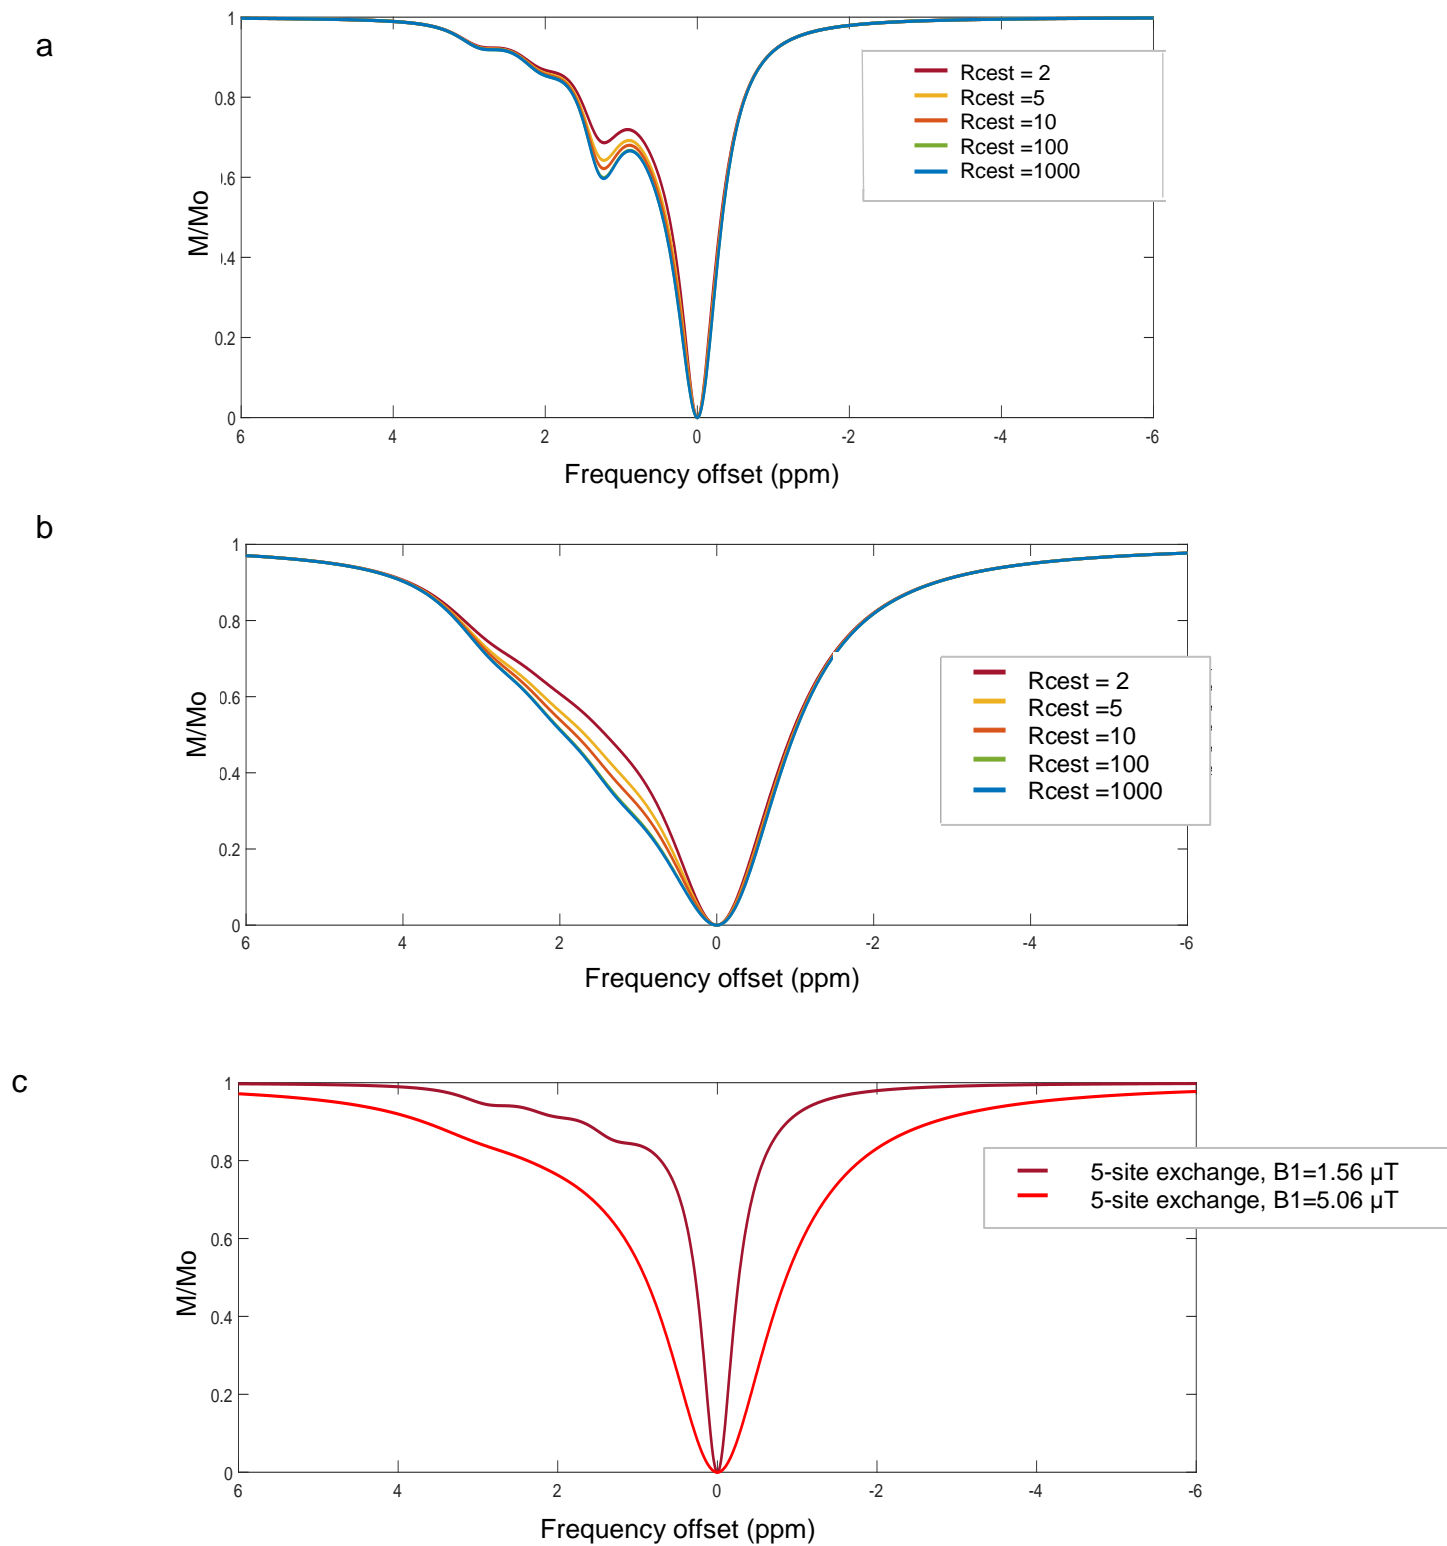 a
1
0.8
).6
).4
0.2
0
6
4
2
0
-2
-4
-6
M/Mo
Frequency offset (ppm)
Rcest = 2
Rcest =5
Rcest =10
Rcest =100
Rcest =1000
b
1
0.8
0.6
).4
0.2
0
6
4
2
0
-2
-4
-6
M/Mo
Frequency offset (ppm)
Rcest = 2
Rcest =5
Rcest =10
Rcest =100
Rcest =1000
c
1
0.8
0.6
0.4
0.2
0
6
4
2
0
-2
-4
-6
M/Mo
Frequency offset (ppm)
5-site exchange, B1=1.56 µT
5-site exchange, B1=5.06 µT